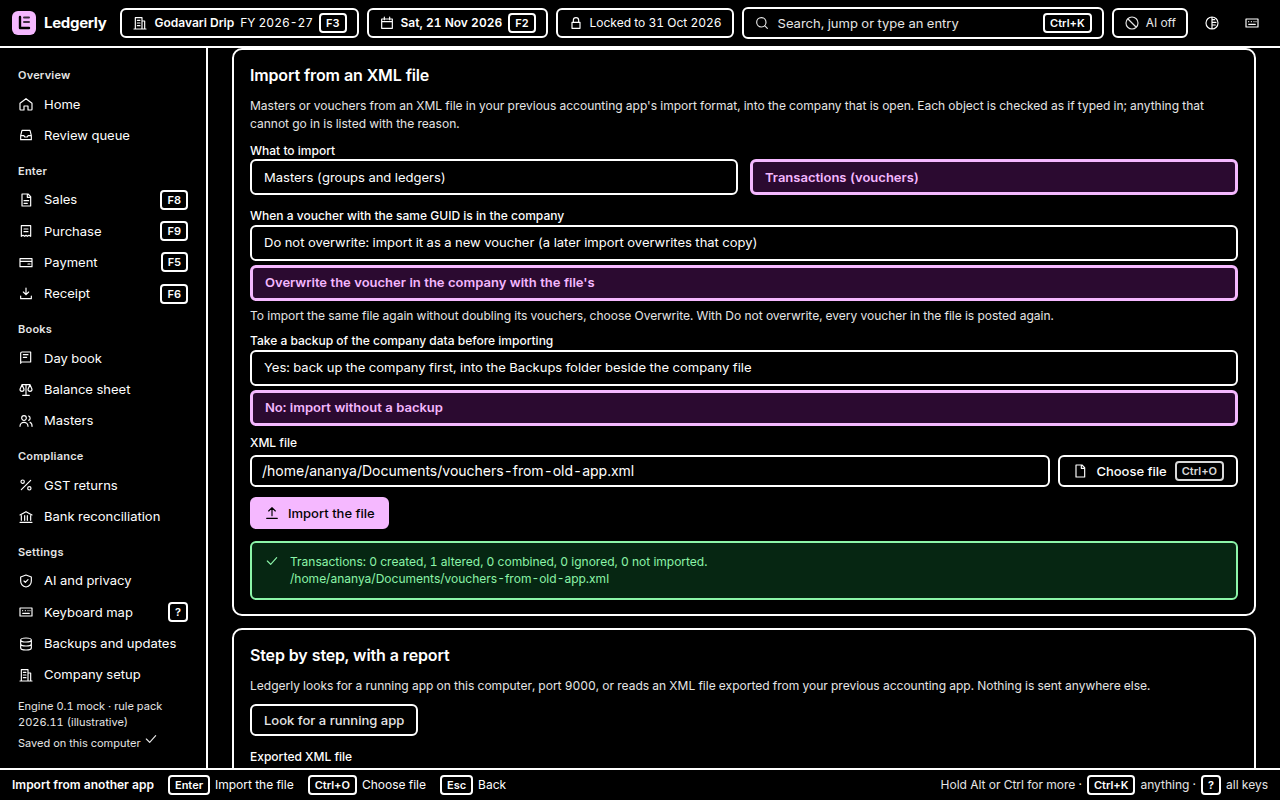 Ledgerly
Godavari Drip FY 2026-27 F3
Sat, 21 Nov 2026 F2
Locked to 31 Oct 2026
Search, jump or type an entry Ctrl+K
AI off
Overview
Home
Review queue
Enter
Sales F8
Purchase F9
Payment F5
Receipt F6
Books
Day book
Balance sheet
Masters
Compliance
GST returns
Bank reconciliation
Settings
AI and privacy
Keyboard map ?
Backups and updates
Company setup
Engine 0.1 mock · rule pack
2026.11 (illustrative)
Saved on this computer
Import from an XML file
Masters or vouchers from an XML file in your previous accounting app's import format, into the company that is open. Each object is checked as if typed in; anything that
cannot go in is listed with the reason.
What to import
Masters (groups and ledgers)
Transactions (vouchers)
When a voucher with the same GUID is in the company
Do not overwrite: import it as a new voucher (a later import overwrites that copy)
Overwrite the voucher in the company with the file's
To import the same file again without doubling its vouchers, choose Overwrite. With Do not overwrite, every voucher in the file is posted again.
Take a backup of the company data before importing
Yes: back up the company first, into the Backups folder beside the company file
No: import without a backup
XML file
/home/ananya/Documents/vouchers-from-old-app.xml
Choose file Ctrl+O
Import the file
Transactions: 0 created, 1 altered, 0 combined, 0 ignored, 0 not imported.
/home/ananya/Documents/vouchers-from-old-app.xml
Step by step, with a report
Ledgerly looks for a running app on this computer, port 9000, or reads an XML file exported from your previous accounting app. Nothing is sent anywhere else.
Look for a running app
Exported XML file
Import from another app Enter Import the file Ctrl+O Choose file Esc Back
Hold Alt or Ctrl for more · Ctrl+K anything · ? all keys